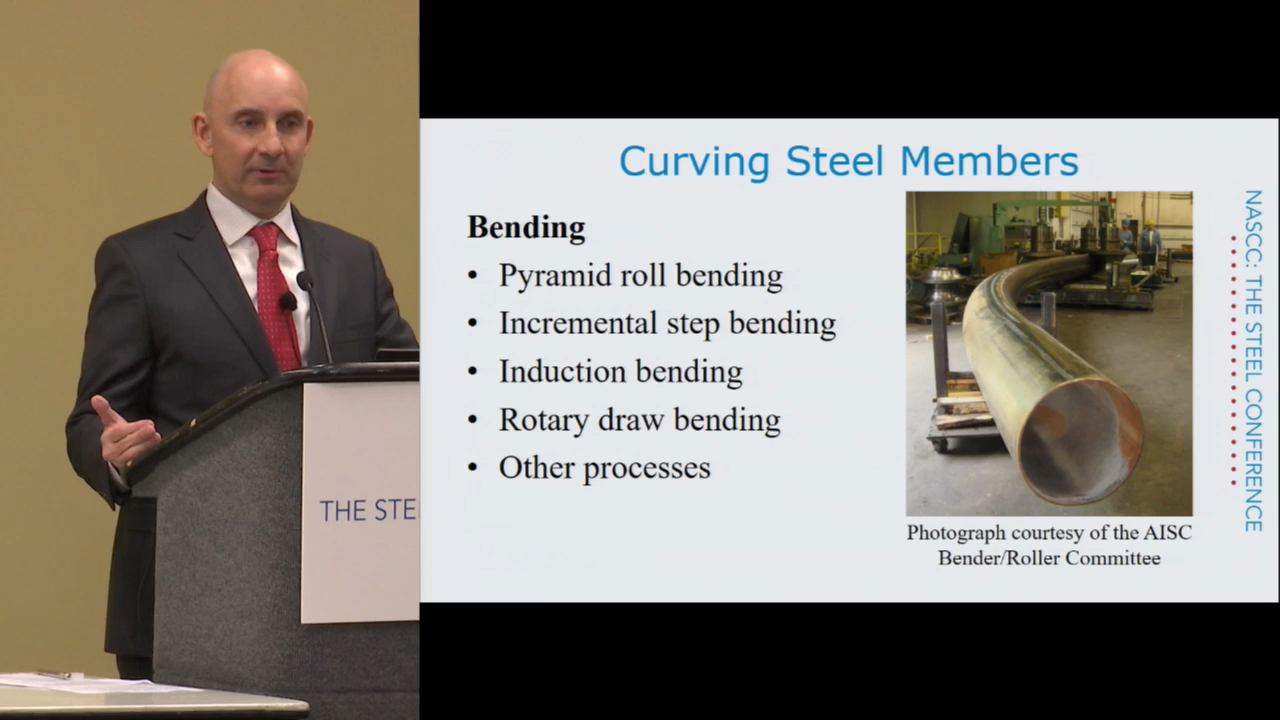 Curving Steel Members
Bending
• Pyramid roll bending
• Incremental step bending
• Induction bending
• Rotary draw bending
• Other processes
Photograph courtesy of the AISC
Bender/Roller Committee
NASCC: THE STEEL CONFERENCE
THE STE